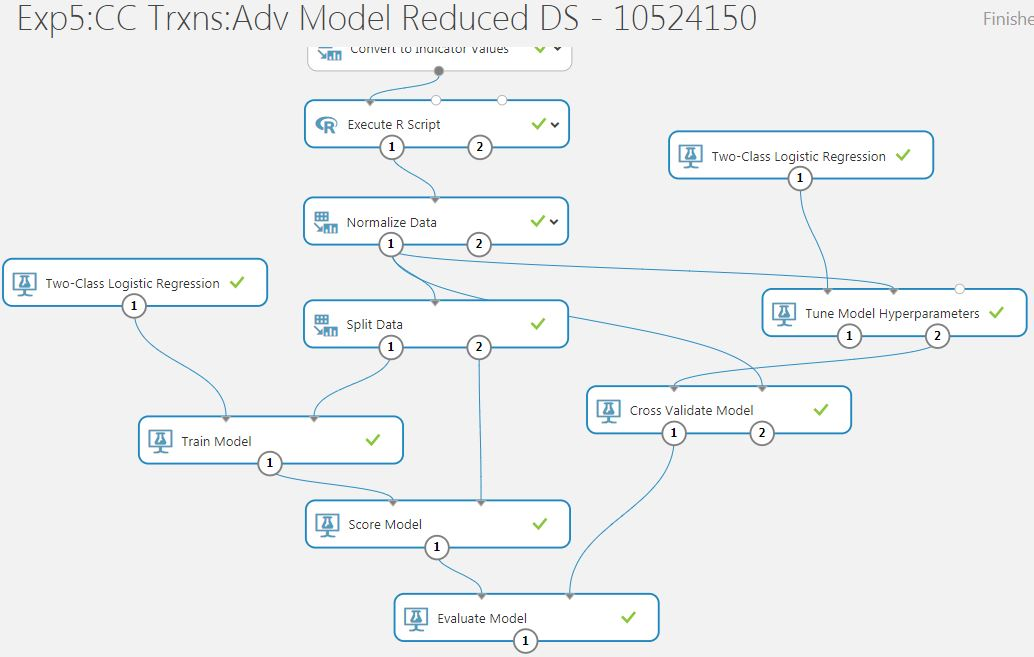 Exp5:CC Trxns:Adv Model Reduced DS - 10524150
Finishe
Convert to Indicator Values
Execute R Script
1 2
Two-Class Logistic Regression
1
Normalize Data
1 2
Two-Class Logistic Regression
1
Split Data
1 2
Tune Model Hyperparameters
1 2
Cross Validate Model
1 2
Train Model
1
Score Model
1
Evaluate Model
1